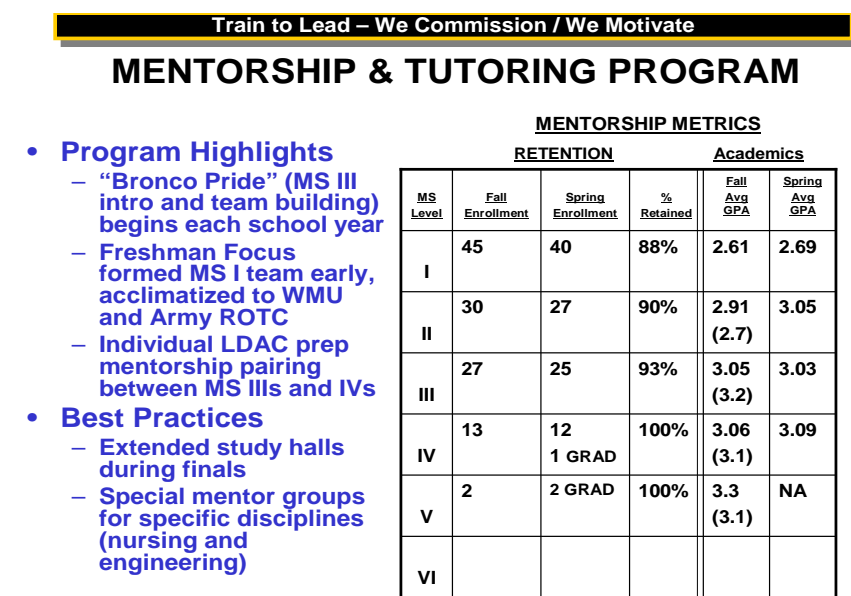 Train to Lead – We Commission / We Motivate
MENTORSHIP & TUTORING PROGRAM
• Program Highlights
– “Bronco Pride” (MS III
intro and team building)
begins each school year
– Freshman Focus
formed MS I team early,
acclimatized to WMU
and Army ROTC
– Individual LDAC prep
mentorship pairing
between MS IIIs and IVs
• Best Practices
– Extended study halls
during finals
– Special mentor groups
for specific disciplines
(nursing and
engineering)
MENTORSHIP METRICS
RETENTION Academics
MS Level Fall Enrollment Spring Enrollment % Retained Fall Avg GPA Spring Avg GPA
I 45 40 88% 2.61 2.69
II 30 27 90% 2.91 (2.7) 3.05
III 27 25 93% 3.05 (3.2) 3.03
IV 13 12 1 GRAD 100% 3.06 (3.1) 3.09
V 2 2 GRAD 100% 3.3 (3.1) NA
VI